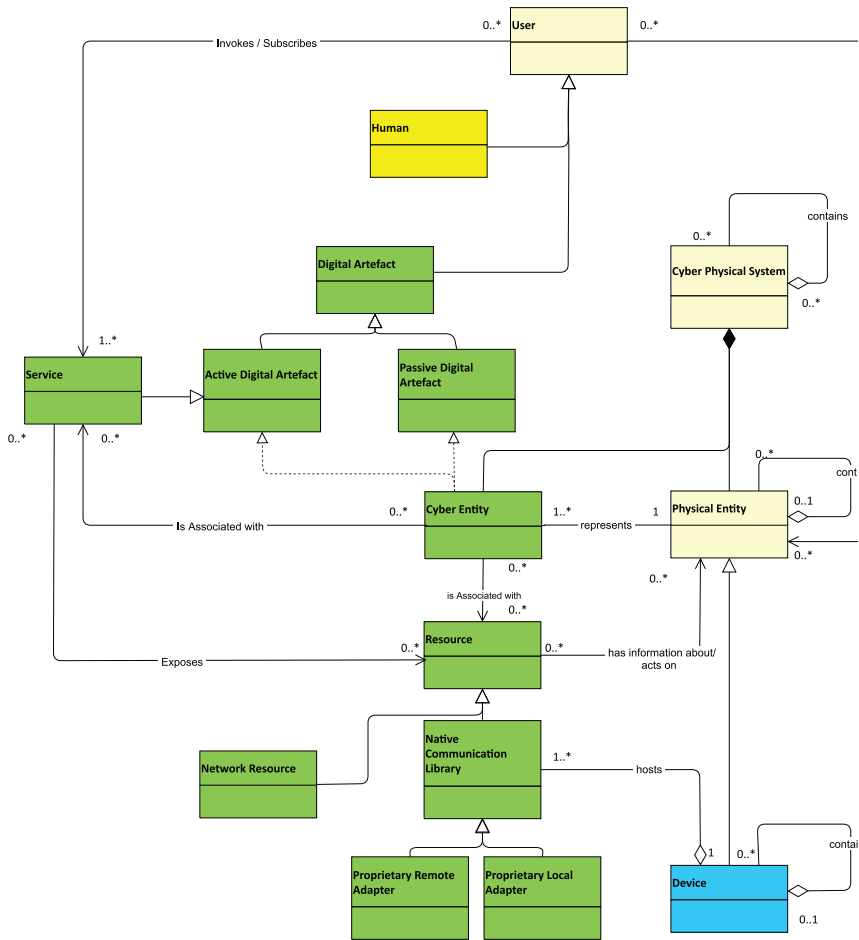 User
0..*
0..*
Invokes / Subscribes
Human
contains
0..*
Digital Artefact
Cyber Physical System
0..*
1..*
Service
Active Digital Artefact
Passive Digital
Artefact
0..*
0..*
0..*
cont
0..*
1..*
1
0..1
Cyber Entity
Physical Entity
Is Associated with
represents
0..*
0..*
0..*
is Associated with
0..*
Resource
0..*
0..*
has information about/
acts on
Exposes
Native
Communication
Library
1..*
Network Resource
hosts
contai
1
0..*
Proprietary Remote
Adapter
Proprietary Local
Adapter
Device
0..1